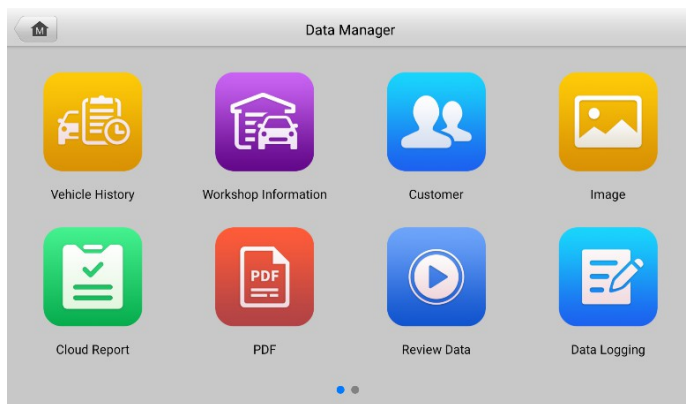 M
Data Manager
Vehicle History
Workshop Information
Customer
Image
PDF
Cloud Report
PDF
Review Data
Data Logging